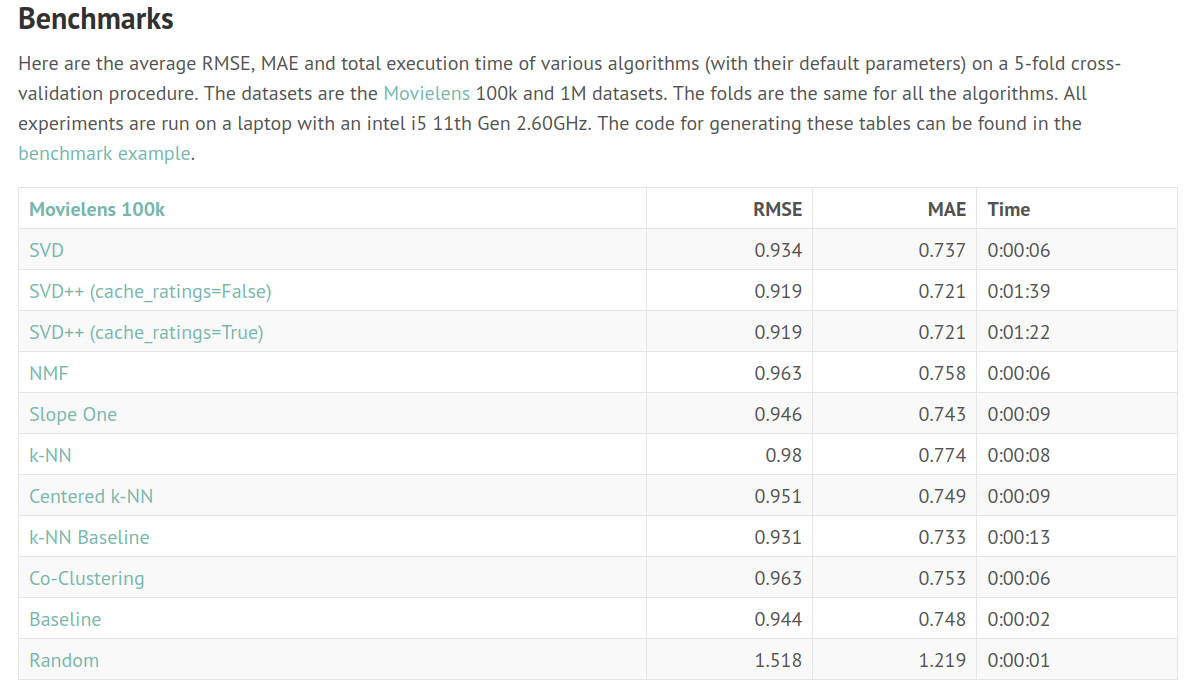 Benchmarks
Here are the average RMSE, MAE and total execution time of various algorithms (with their default parameters) on a 5-fold cross-
validation procedure. The datasets are the Movielens 100k and 1M datasets. The folds are the same for all the algorithms. All
experiments are run on a laptop with an intel i5 11th Gen 2.60GHz. The code for generating these tables can be found in the
benchmark example.
Movielens 100k RMSE MAE Time
SVD 0.934 0.737 0:00:06
SVD++ (cache_ratings=False) 0.919 0.721 0:01:39
SVD++ (cache_ratings=True) 0.919 0.721 0:01:22
NMF 0.963 0.758 0:00:06
Slope One 0.946 0.743 0:00:09
k-NN 0.98 0.774 0:00:08
Centered k-NN 0.951 0.749 0:00:09
k-NN Baseline 0.931 0.733 0:00:13
Co-Clustering 0.963 0.753 0:00:06
Baseline 0.944 0.748 0:00:02
Random 1.518 1.219 0:00:01